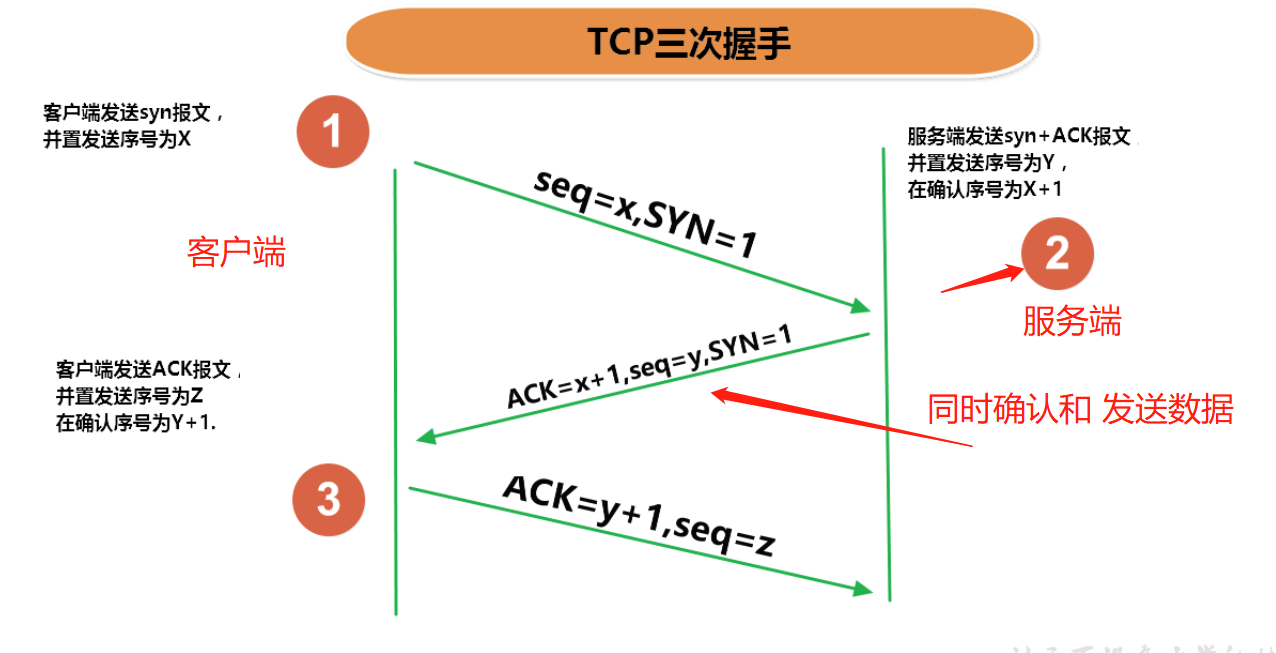 TCP三次握手
客户端发送syn报文，
并置发送序号为X
1
服务端发送syn+ACK报文
并置发送序号为Y，
在确认序号为X+1
seq=x,SYN=1
客户端
2
服务端
ACK=x+1,seq=y,SYN=1
客户端发送ACK报文，
并置发送序号为Z
在确认序号为Y+1.
同时确认和 发送数据
3
ACK=y+1,seq=z